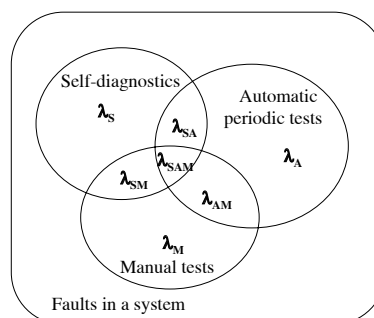 Self-diagnostics
λS
Automatic
periodic tests
λSA
λA
λSAM
λSM
λAM
λM
Manual tests
Faults in a system